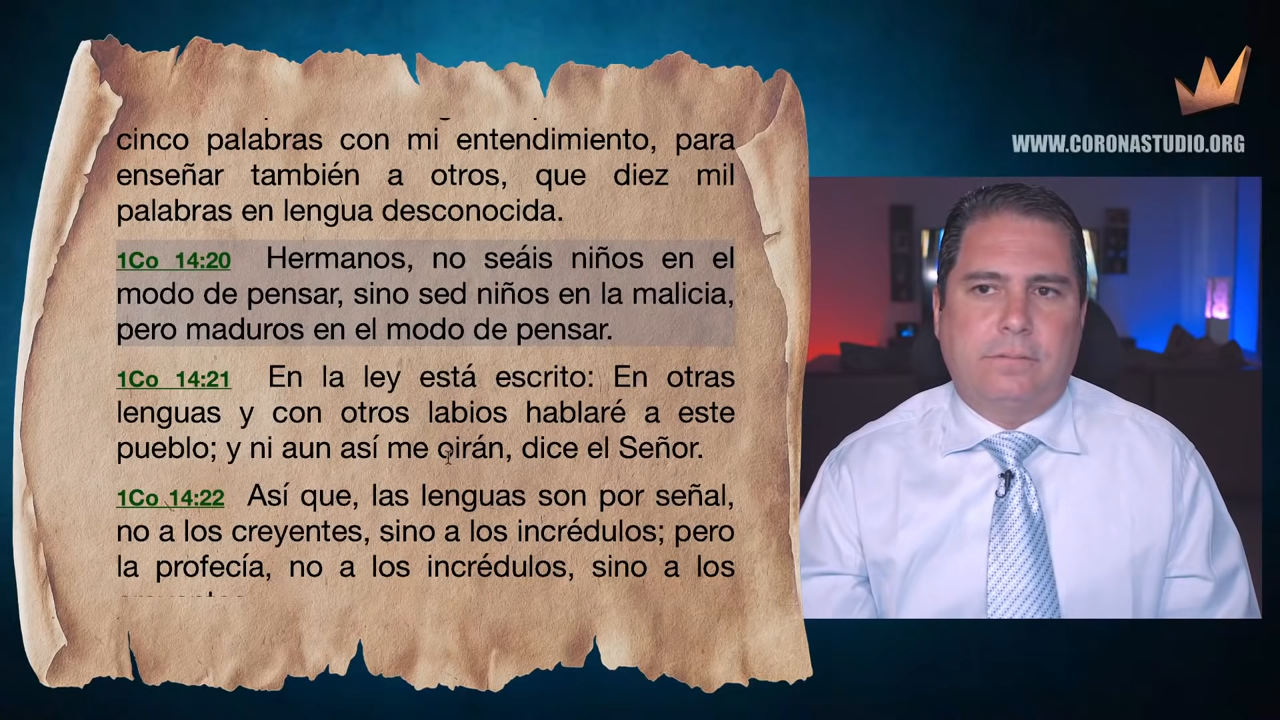 cinco palabras con mi entendimiento, para
enseñar también a otros, que diez mil
palabras en lengua desconocida.
1Co 14:20 Hermanos, no seáis niños en el
modo de pensar, sino sed niños en la malicia,
pero maduros en el modo de pensar.
1Co 14:21 En la ley está escrito: En otras
lenguas y con otros labios hablaré a este
pueblo; y ni aun así me oirán, dice el Señor.
1Co 14:22 Así que, las lenguas son por señal,
no a los creyentes, sino a los incrédulos; pero
la profecía, no a los incrédulos, sino a los
WWW.CORONASTUDIO.ORG